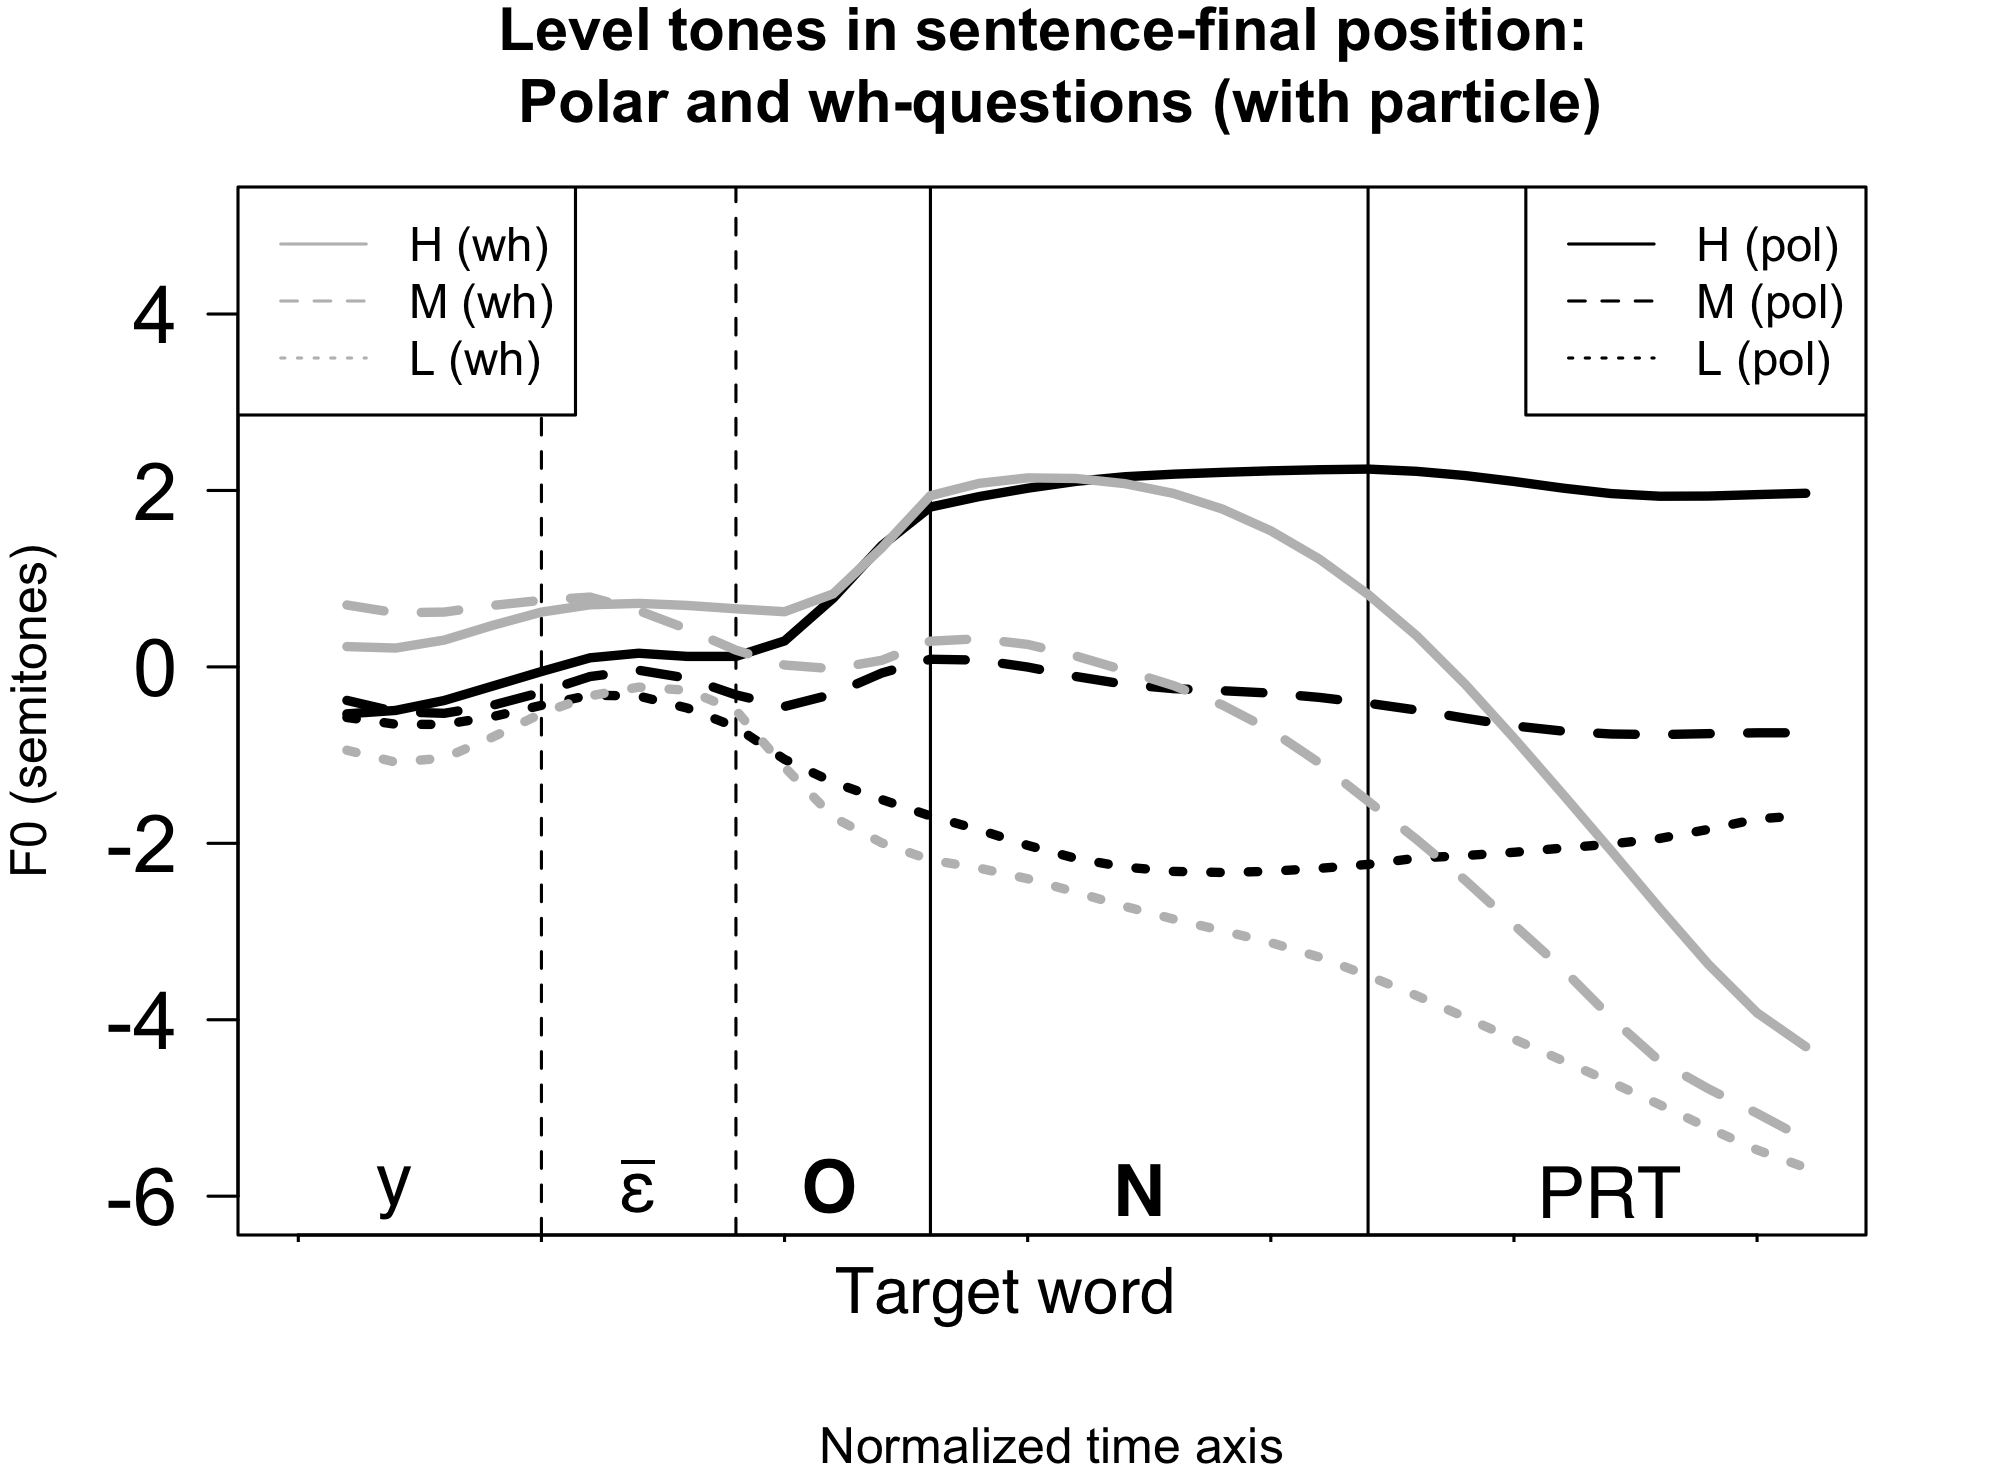 Level tones in sentence-final position:
Polar and wh-questions (with particle)
H (wh)
M (wh)
L (wh)
H (pol)
M (pol)
L (pol)
F0 (semitones)
4
2
0
-2
-4
-6
y
ɛ̄
O
N
PRT
Target word
Normalized time axis